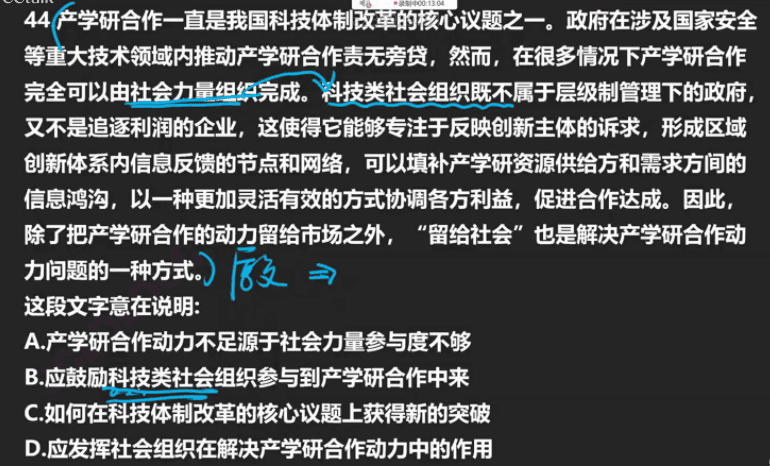 录制中00:13:04
44.产学研合作一直是我国科技体制改革的核心议题之一。政府在涉及国家安全
等重大技术领域内推动产学研合作责无旁贷，然而，在很多情况下产学研合作
完全可以由社会力量组织完成。科技类社会组织既不属于层级制管理下的政府，
又不是追逐利润的企业，这使得它能够专注于反映创新主体的诉求，形成区域
创新体系内信息反馈的节点和网络，可以填补产学研资源供给方和需求方间的
信息鸿沟，以一种更加灵活有效的方式协调各方利益，促进合作达成。因此，
除了把产学研合作的动力留给市场之外，“留给社会”也是解决产学研合作动
力问题的一种方式。
这段文字意在说明:
A.产学研合作动力不足源于社会力量参与度不够
B.应鼓励科技类社会组织参与到产学研合作中来
C.如何在科技体制改革的核心议题上获得新的突破
D.应发挥社会组织在解决产学研合作动力中的作用